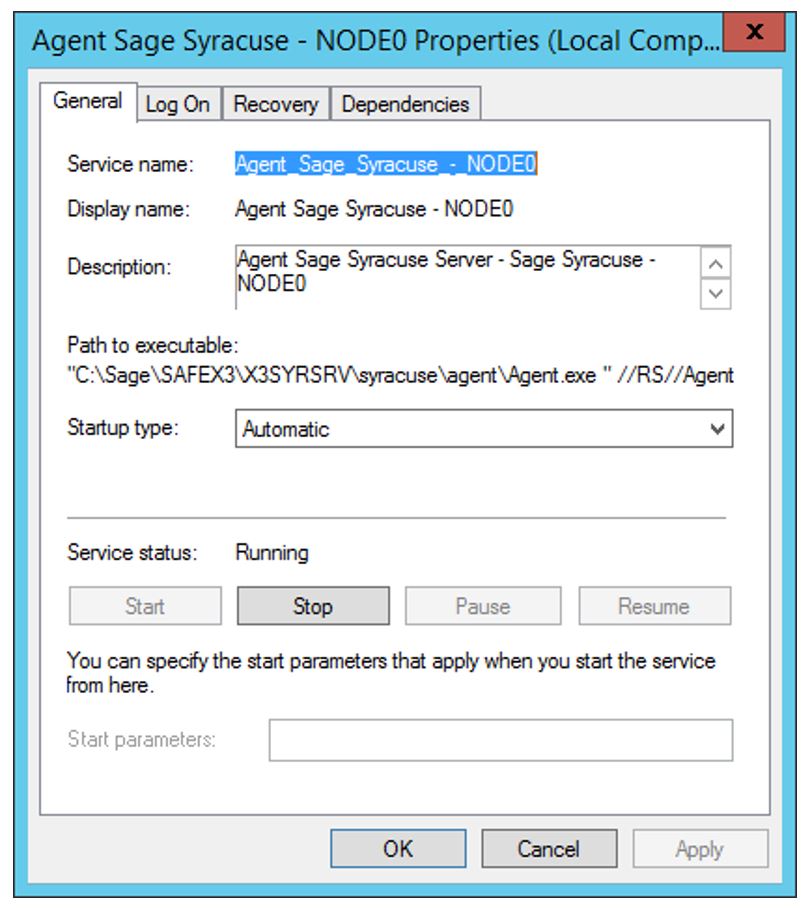 Agent Sage Syracuse - NODE0 Properties (Local Comp...
x
General Log On Recovery Dependencies
Service name: Agent_Sage_Syracuse_-_NODE0
Display name: Agent Sage Syracuse - NODE0
Description: Agent Sage Syracuse Server - Sage Syracuse -
NODE0
Path to executable:
"C:\Sage\SAFEX3\X3SYRSRV\syracuse\agent\Agent.exe " //RS//Agent
Startup type: Automatic
Service status: Running
Start Stop Pause Resume
You can specify the start parameters that apply when you start the service
from here.
Start parameters:
OK Cancel Apply